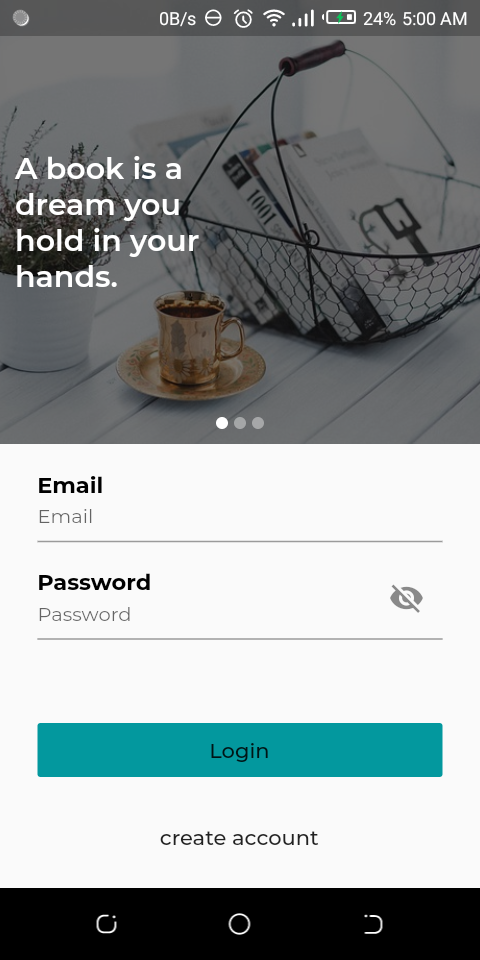 0B/s 24% 5:00 AM
A book is a
dream you
hold in your
hands.
1001
Email
Email
Password
Password
Login
create account